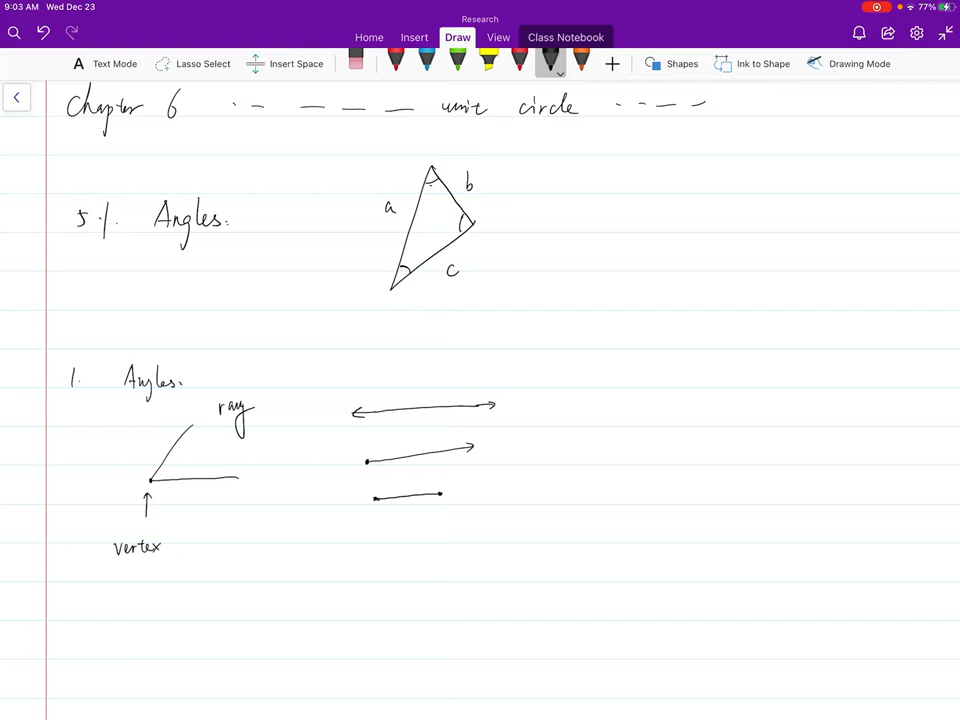 9:03 AM Wed Dec 23
77%
Research
Home Insert Draw View Class Notebook
Text Mode Lasso Select Insert Space Shapes Ink to Shape Drawing Mode
Chapter 6 ·· – — — — unit circle · - – – –
5.1. Angles:
a
b
c
1. Angles.
ray
vertex